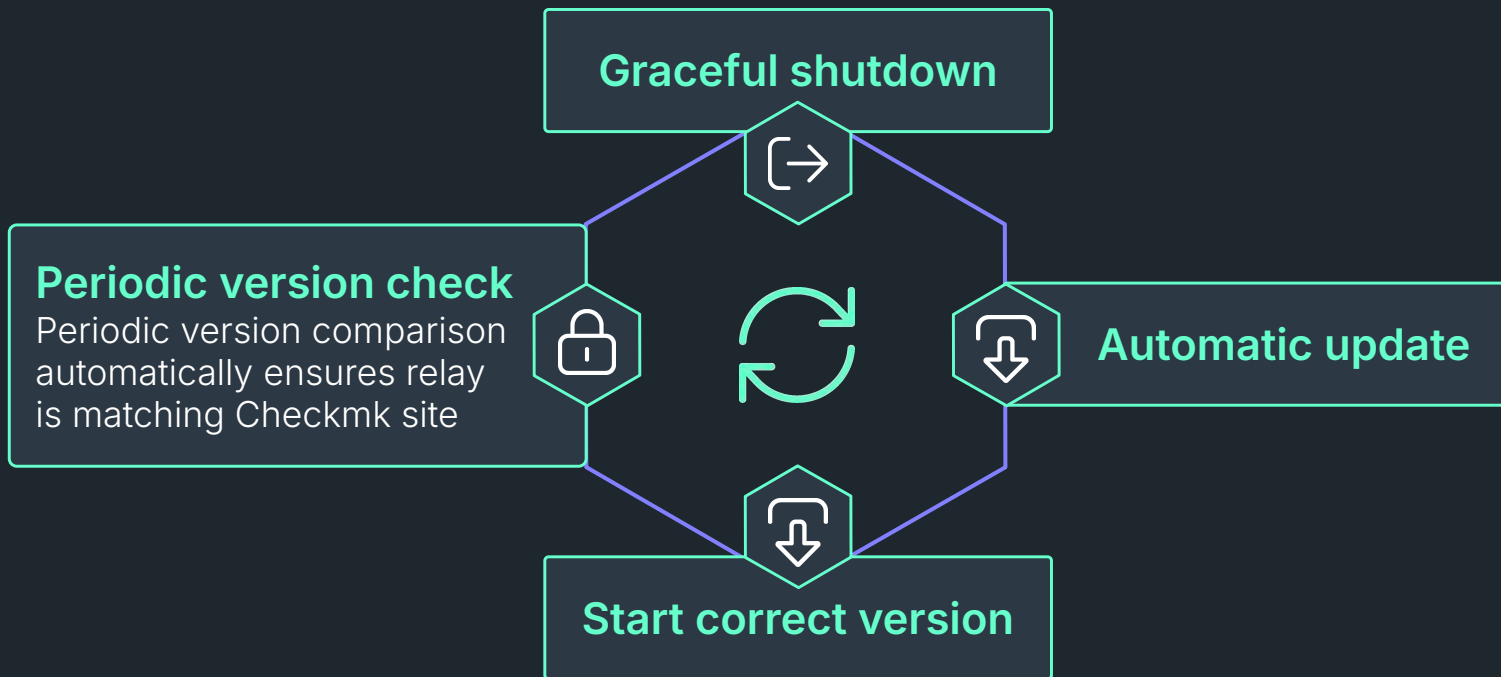 Graceful shutdown
Periodic version check
Periodic version comparison
automatically ensures relay
is matching Checkmk site
Automatic update
Start correct version